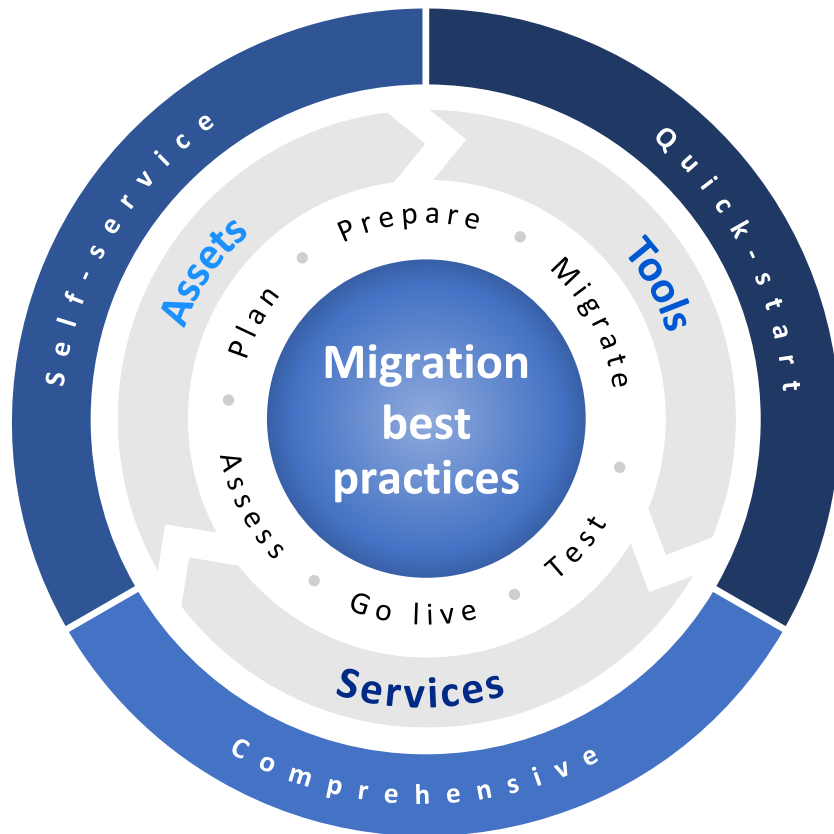 Self-service
Quick-start
Comprehensive
Assets
Tools
Services
Assess
Plan
Prepare
Migrate
Test
Go live
Migration
best
practices